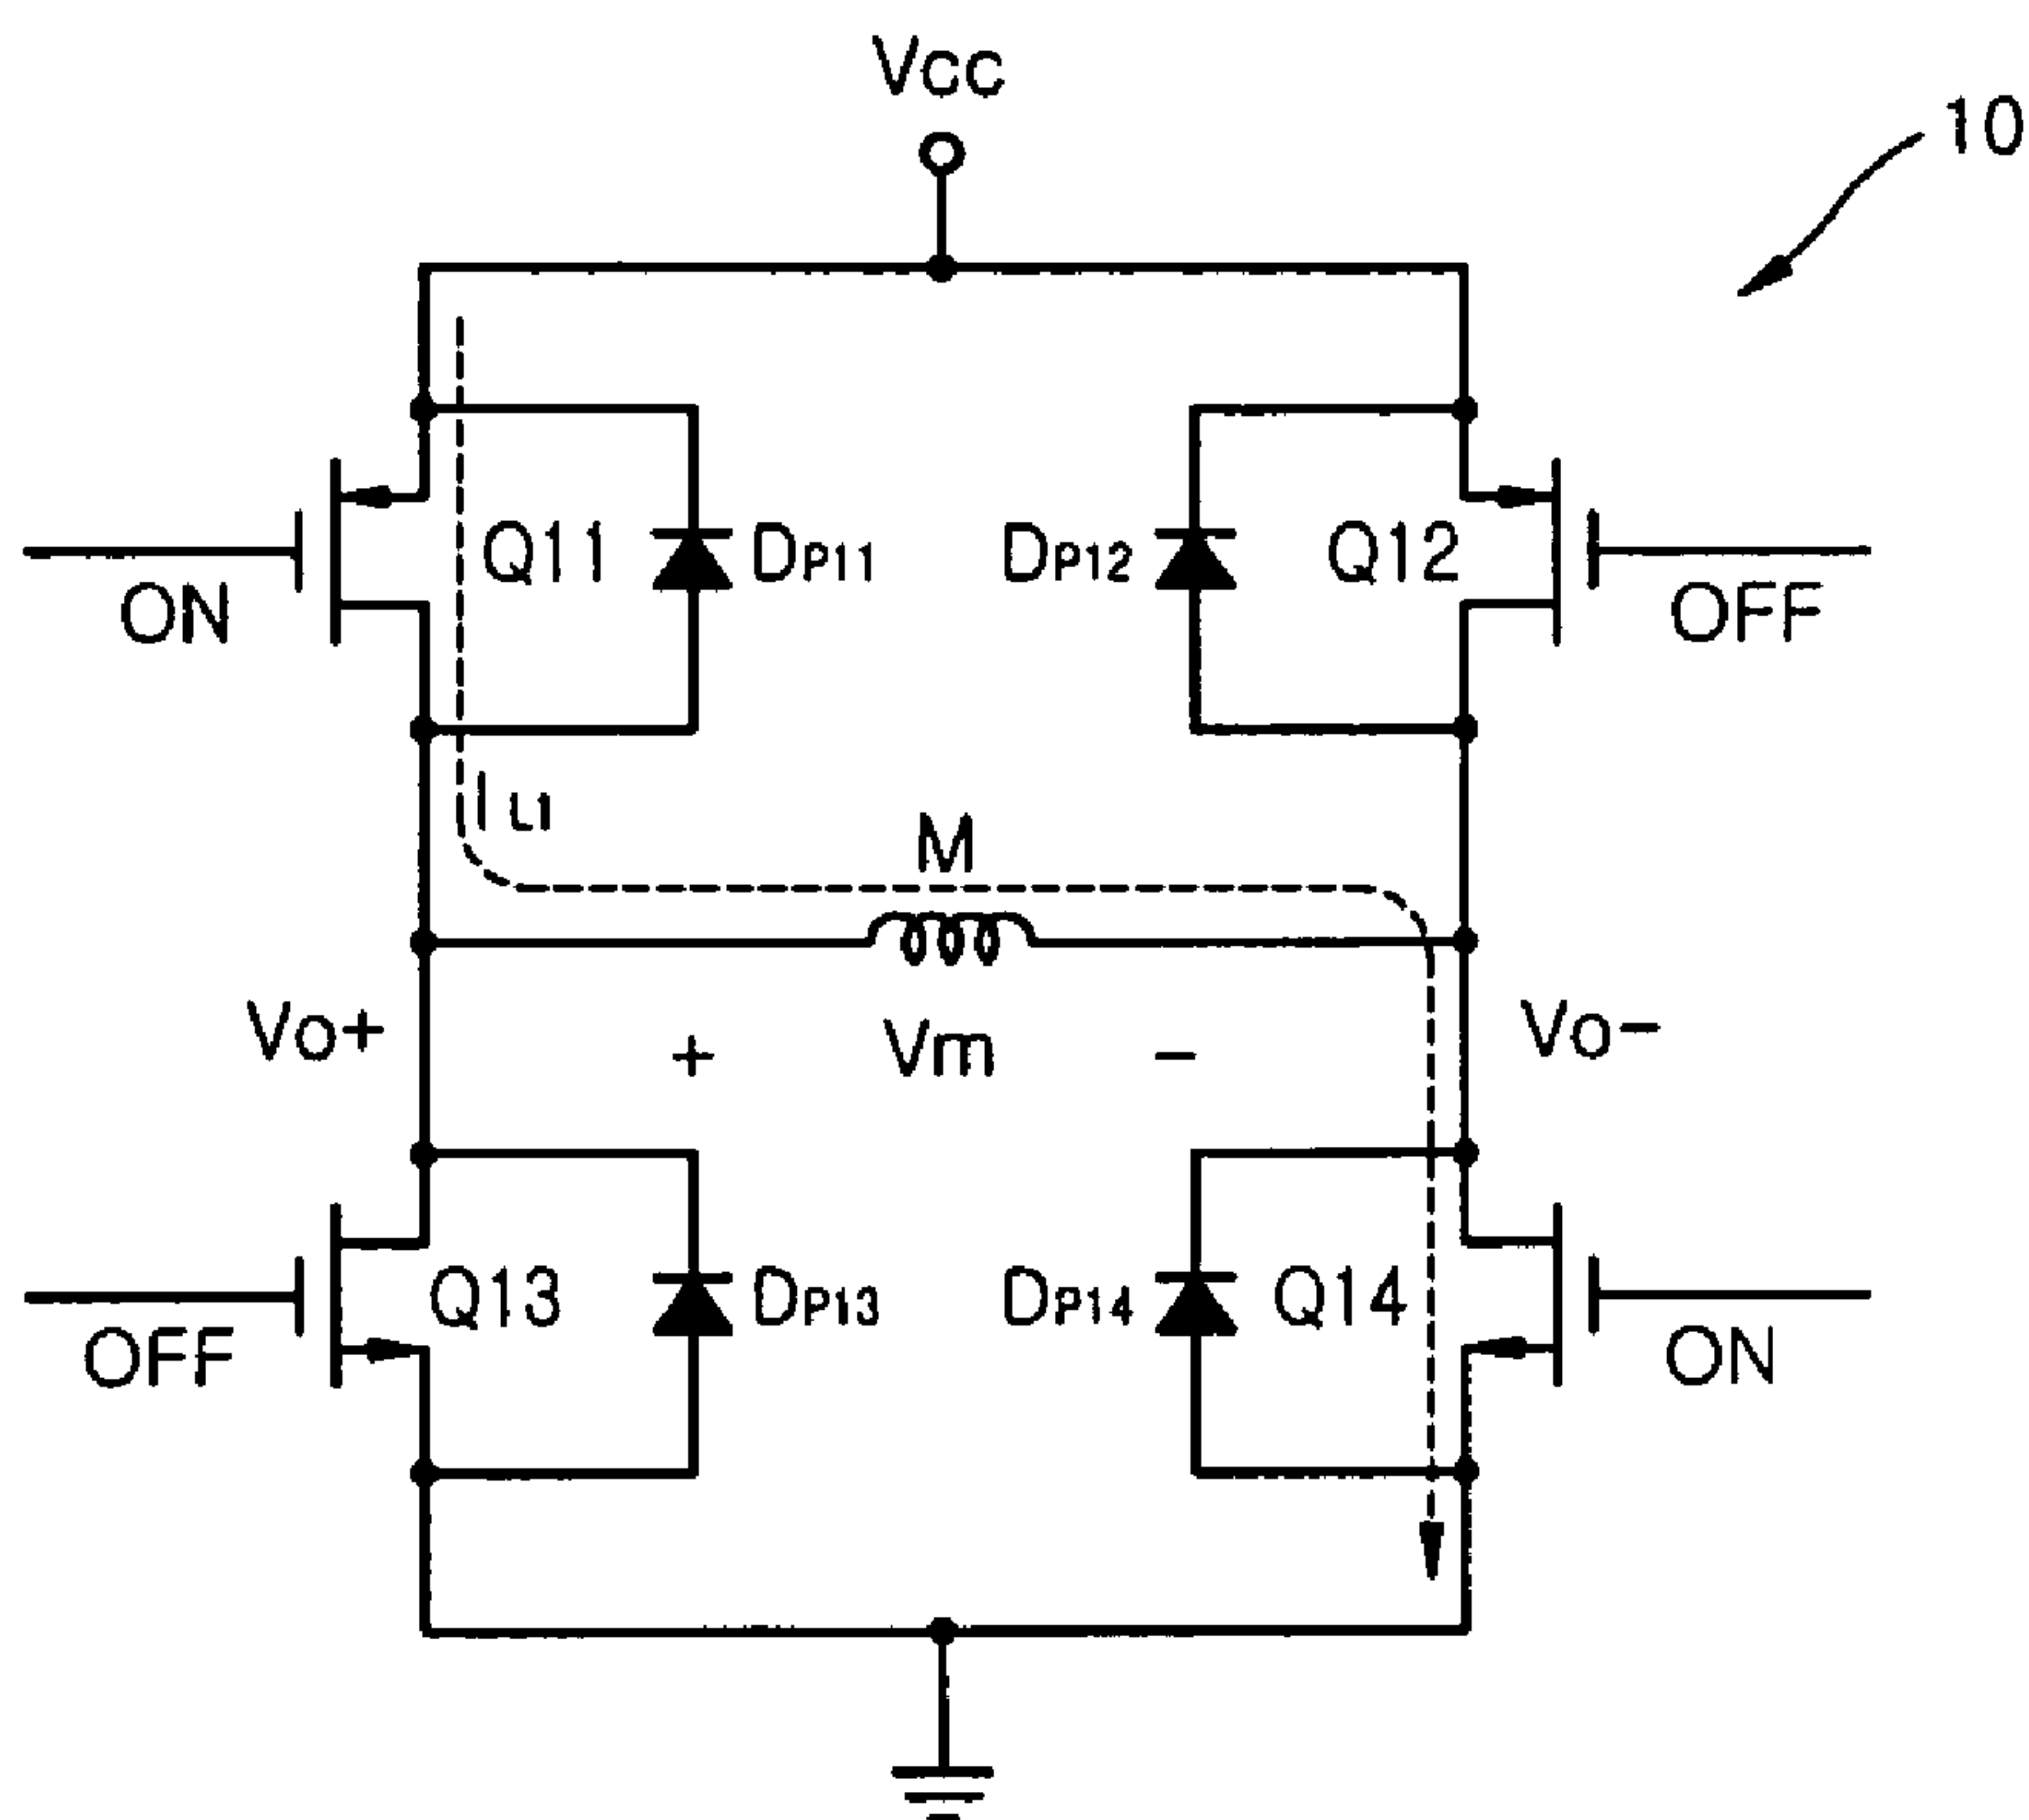 Vcc
10
Q11 DP11 DP12 Q12
ON OFF
IL1
M
Vo+ + Vm - Vo-
Q13 DP13 DP14 Q14
OFF ON